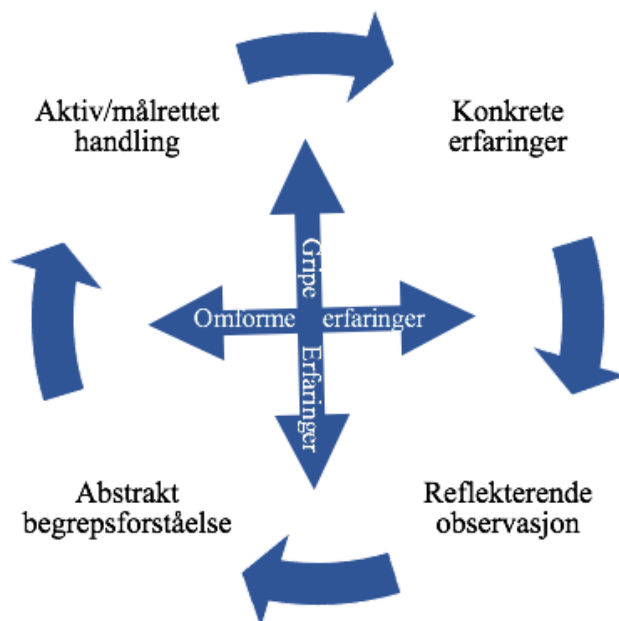 Aktiv/målrettet
handling
Konkrete
erfaringer
Gripe
Erfaringer
Omforme erfaringer
Abstrakt
begrepsforståelse
Reflekterende
observasjon